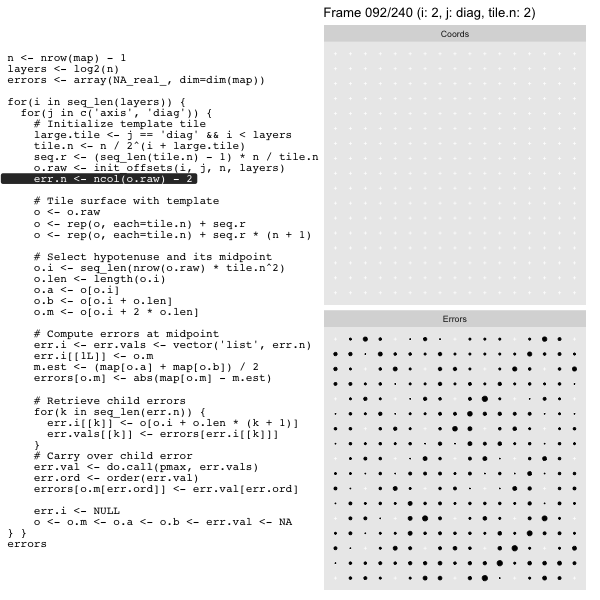 Frame 092/240 (i: 2, j: diag, tile.n: 2)
Coords
n <- nrow(map) - 1
layers <- log2(n)
errors <- array(NA_real_, dim=dim(map))
for(i in seq_len(layers)) {
for(j in c('axis', 'diag')) {
# Initialize template tile
large.tile <- j == 'diag' && i < layers
tile.n <- n / 2^(i + large.tile)
seq.r <- (seq_len(tile.n) - 1) * n / tile.n
o.raw <- init_offsets(i, j, n, layers)
err.n <- ncol(o.raw) - 2
# Tile surface with template
o <- o.raw
o <- rep(o, each=tile.n) + seq.r
o <- rep(o, each=tile.n) + seq.r * (n + 1)
# Select hypotenuse and its midpoint
o.i <- seq_len(nrow(o.raw) * tile.n^2)
o.len <- length(o.i)
o.a <- o[o.i]
o.b <- o[o.i + o.len]
o.m <- o[o.i + 2 * o.len]
# Compute errors at midpoint
err.i <- err.vals <- vector('list', err.n)
err.i[[1L]] <- o.m
m.est <- (map[o.a] + map[o.b]) / 2
errors[o.m] <- abs(map[o.m] - m.est)
# Retrieve child errors
for(k in seq_len(err.n)) {
err.i[[k]] <- o[o.i + o.len * (k + 1)]
err.vals[[k]] <- errors[err.i[[k]]]
}
# Carry over child error
err.val <- do.call(pmax, err.vals)
err.ord <- order(err.val)
errors[o.m[err.ord]] <- err.val[err.ord]
err.i <- NULL
o <- o.m <- o.a <- o.b <- err.val <- NA
} }
errors
Errors